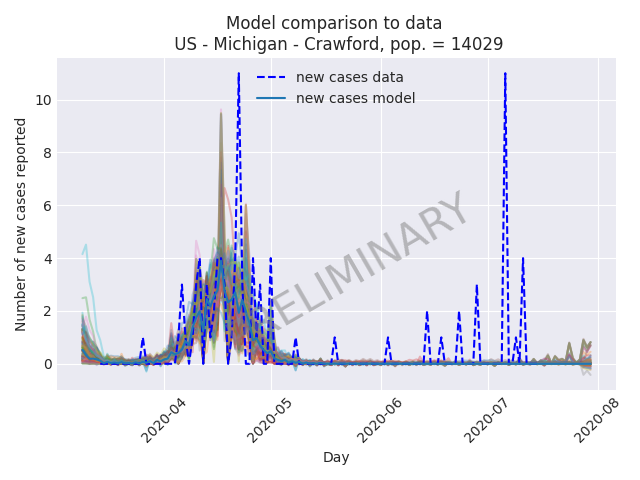 Model comparison to data
US - Michigan - Crawford, pop. = 14029
new cases data
new cases model
10
8
6
4
2
0
Number of new cases reported
PRELIMINARY
2020-04
2020-05
2020-06
2020-07
2020-08
Day